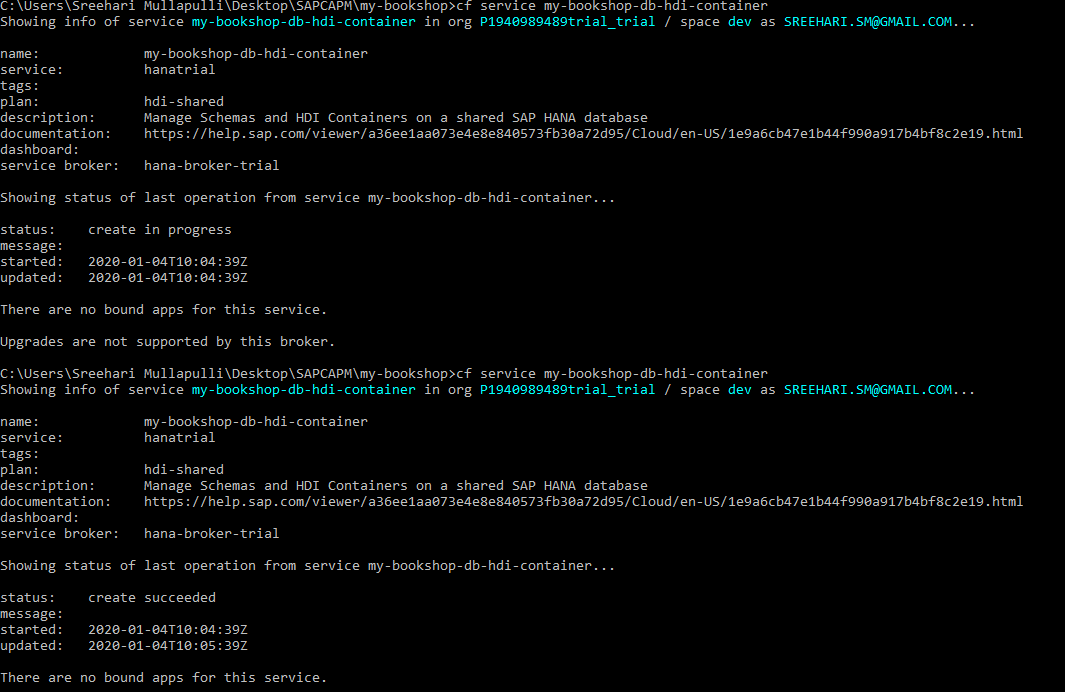 C:\Users\Sreehari Mullapulli\Desktop\SAPCAPM\my-bookshop>cf service my-bookshop-db-hdi-container
Showing info of service my-bookshop-db-hdi-container in org P1940989489trial_trial / space dev as SREEHARI.SM@GMAIL.COM...
name: my-bookshop-db-hdi-container
service: hanatrial
tags:
plan: hdi-shared
description: Manage Schemas and HDI Containers on a shared SAP HANA database
documentation: https://help.sap.com/viewer/a36ee1aa073e4e8e840573fb30a72d95/Cloud/en-US/1e9a6cb47e1b44f990a917b4bf8c2e19.html
dashboard:
service broker: hana-broker-trial
Showing status of last operation from service my-bookshop-db-hdi-container...
status: create in progress
message:
started: 2020-01-04T10:04:39Z
updated: 2020-01-04T10:04:39Z
There are no bound apps for this service.
Upgrades are not supported by this broker.
C:\Users\Sreehari Mullapulli\Desktop\SAPCAPM\my-bookshop>cf service my-bookshop-db-hdi-container
Showing info of service my-bookshop-db-hdi-container in org P1940989489trial_trial / space dev as SREEHARI.SM@GMAIL.COM...
name: my-bookshop-db-hdi-container
service: hanatrial
tags:
plan: hdi-shared
description: Manage Schemas and HDI Containers on a shared SAP HANA database
documentation: https://help.sap.com/viewer/a36ee1aa073e4e8e840573fb30a72d95/Cloud/en-US/1e9a6cb47e1b44f990a917b4bf8c2e19.html
dashboard:
service broker: hana-broker-trial
Showing status of last operation from service my-bookshop-db-hdi-container...
status: create succeeded
message:
started: 2020-01-04T10:04:39Z
updated: 2020-01-04T10:05:39Z
There are no bound apps for this service.